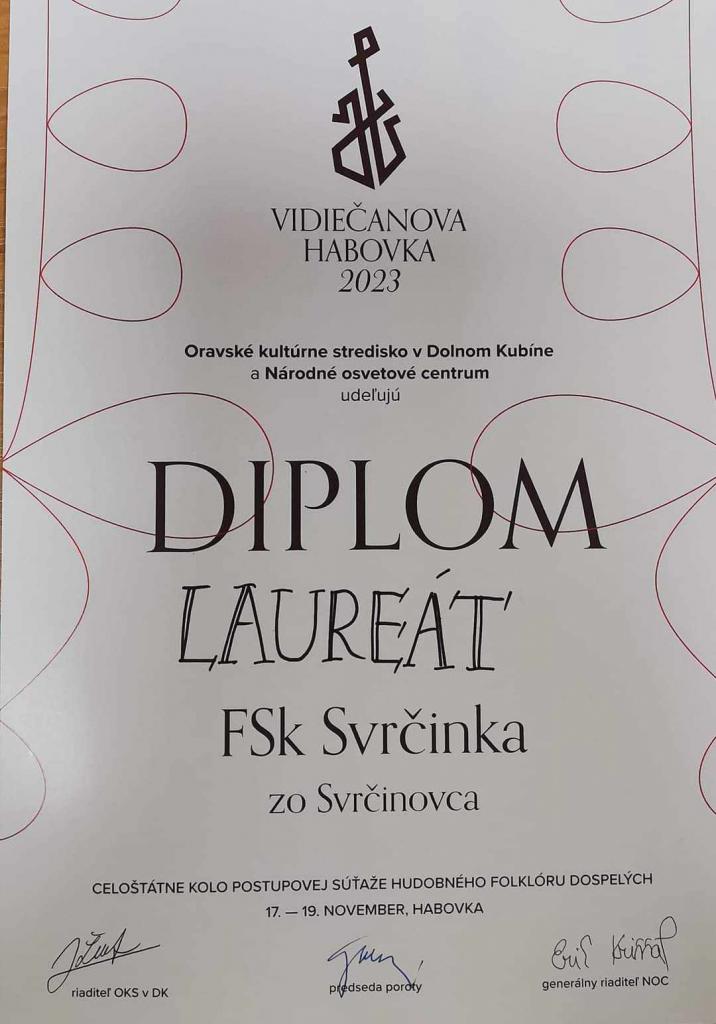 VIDIEČANOVA
HABOVKA
2023
Oravské kultúrne stredisko v Dolnom Kubíne
a Národné osvetové centrum
udeľujú
DIPLOM
LAUREÁT
FSk Svrčinka
zo Svrčinovca
CELOŠTÁTNE KOLO POSTUPOVEJ SÚŤAŽE HUDOBNÉHO FOLKLÓRU DOSPELÝCH
17. — 19. NOVEMBER, HABOVKA
riaditeľ OKS v DK
predseda poroty
generálny riaditeľ NOC